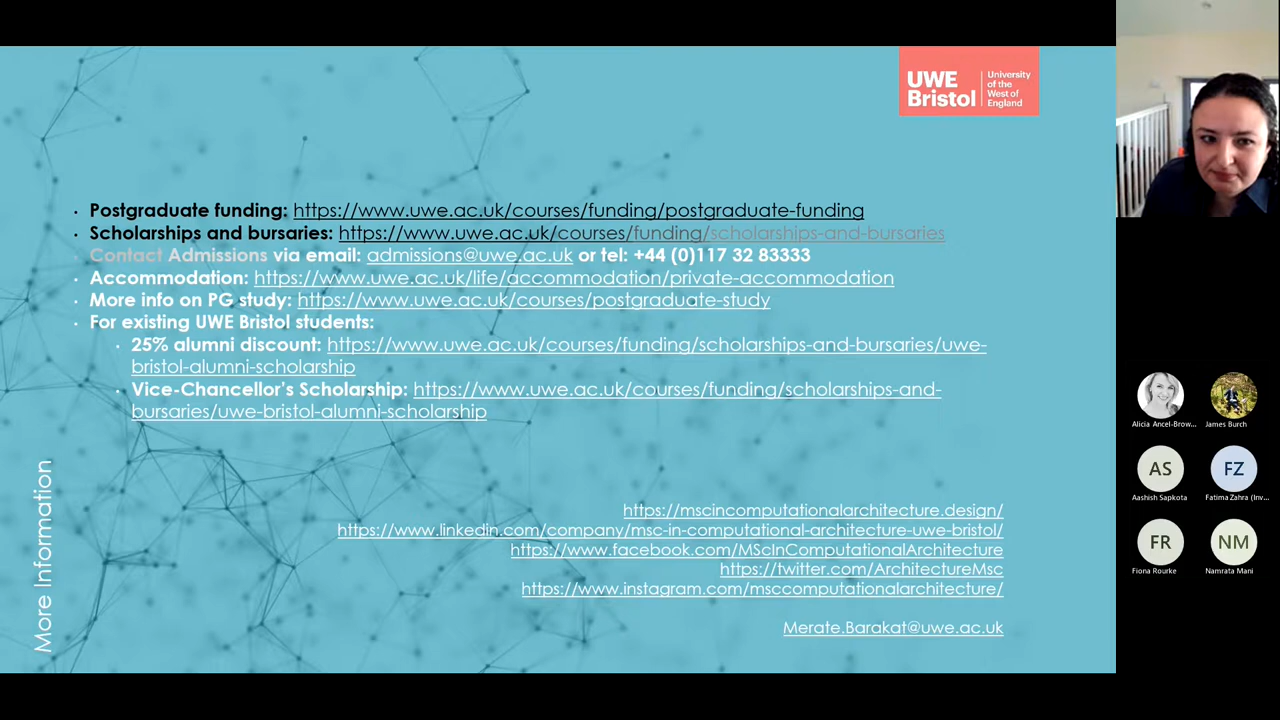 UWE Bristol
University of the West of England
• Postgraduate funding: https://www.uwe.ac.uk/courses/funding/postgraduate-funding
• Scholarships and bursaries: https://www.uwe.ac.uk/courses/funding/scholarships-and-bursaries
• Contact Admissions via email: admissions@uwe.ac.uk or tel: +44 (0)117 32 83333
• Accommodation: https://www.uwe.ac.uk/life/accommodation/private-accommodation
• More info on PG study: https://www.uwe.ac.uk/courses/postgraduate-study
• For existing UWE Bristol students:
• 25% alumni discount: https://www.uwe.ac.uk/courses/funding/scholarships-and-bursaries/uwe-
bristol-alumni-scholarship
• Vice-Chancellor's Scholarship: https://www.uwe.ac.uk/courses/funding/scholarships-and-
bursaries/uwe-bristol-alumni-scholarship
More Information
https://mscincomputationalarchitecture.design/
https://www.linkedin.com/company/msc-in-computational-architecture-uwe-bristol/
https://www.facebook.com/MScInComputationalArchitecture
https://twitter.com/ArchitectureMsc
https://www.instagram.com/msccomputationalarchitecture/
Merate.Barakat@uwe.ac.uk
Alicia Ancel-Brow...
James Burch
AS
FZ
Aashish Sapkota
Fatima Zahra (Inv...
FR
NM
Fiona Rourke
Namrata Mani